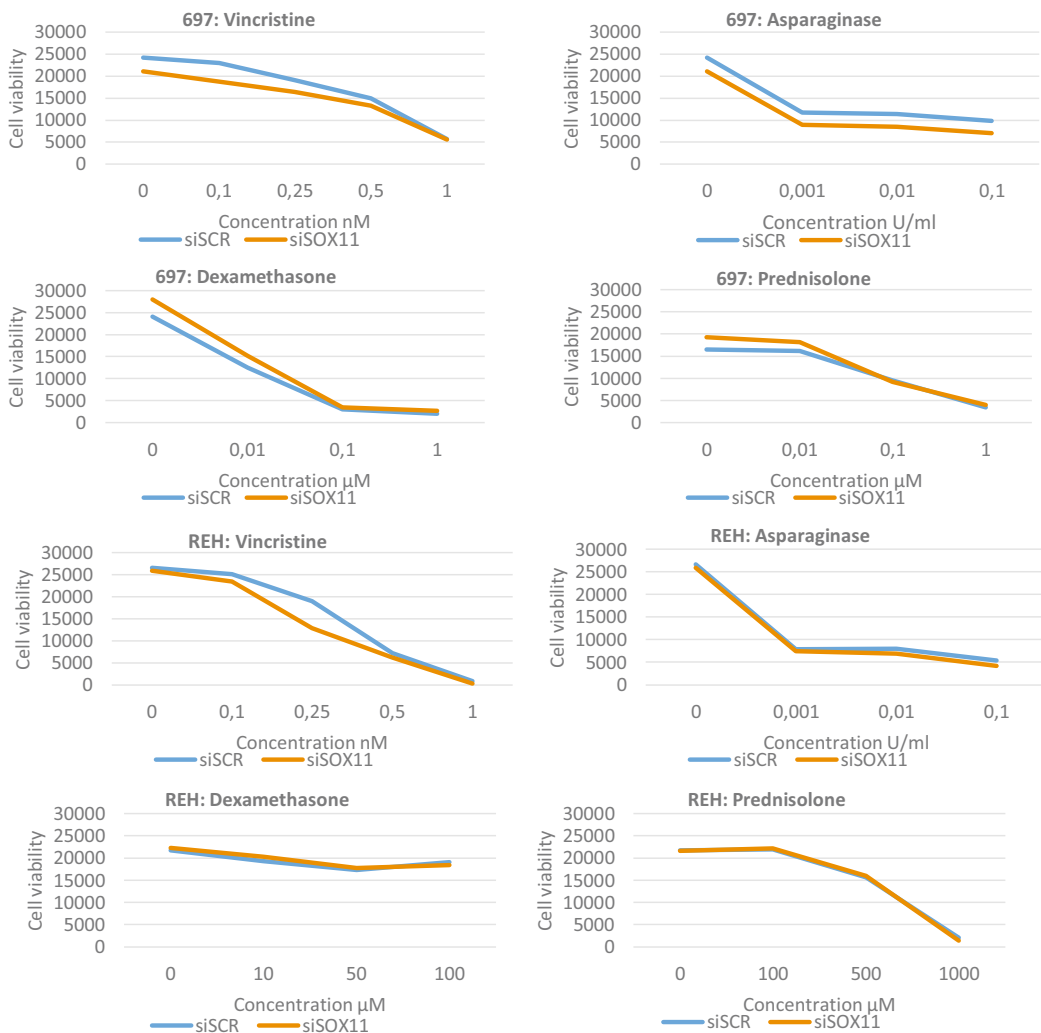 697: Vincristine
30000
25000
20000
15000
10000
5000
0
Cell viability
0 0,1 0,25 0,5 1
Concentration nM
siSCR siSOX11
697: Asparaginase
30000
25000
20000
15000
10000
5000
0
Cell viability
0 0,001 0,01 0,1
Concentration U/ml
siSCR siSOX11
697: Dexamethasone
30000
25000
20000
15000
10000
5000
0
Cell viability
0 0,01 0,1 1
Concentration µM
siSCR siSOX11
697: Prednisolone
30000
25000
20000
15000
10000
5000
0
Cell viability
0 0,01 0,1 1
Concentration µM
siSCR siSOX11
REH: Vincristine
30000
25000
20000
15000
10000
5000
0
Cell viability
0 0,1 0,25 0,5 1
Concentration nM
siSCR siSOX11
REH: Asparaginase
30000
25000
20000
15000
10000
5000
0
Cell viability
0 0,001 0,01 0,1
Concentration U/ml
siSCR siSOX11
REH: Dexamethasone
30000
25000
20000
15000
10000
5000
0
Cell viability
0 10 50 100
Concentration µM
siSCR siSOX11
REH: Prednisolone
30000
25000
20000
15000
10000
5000
0
Cell viability
0 100 500 1000
Concentration µM
siSCR siSOX11